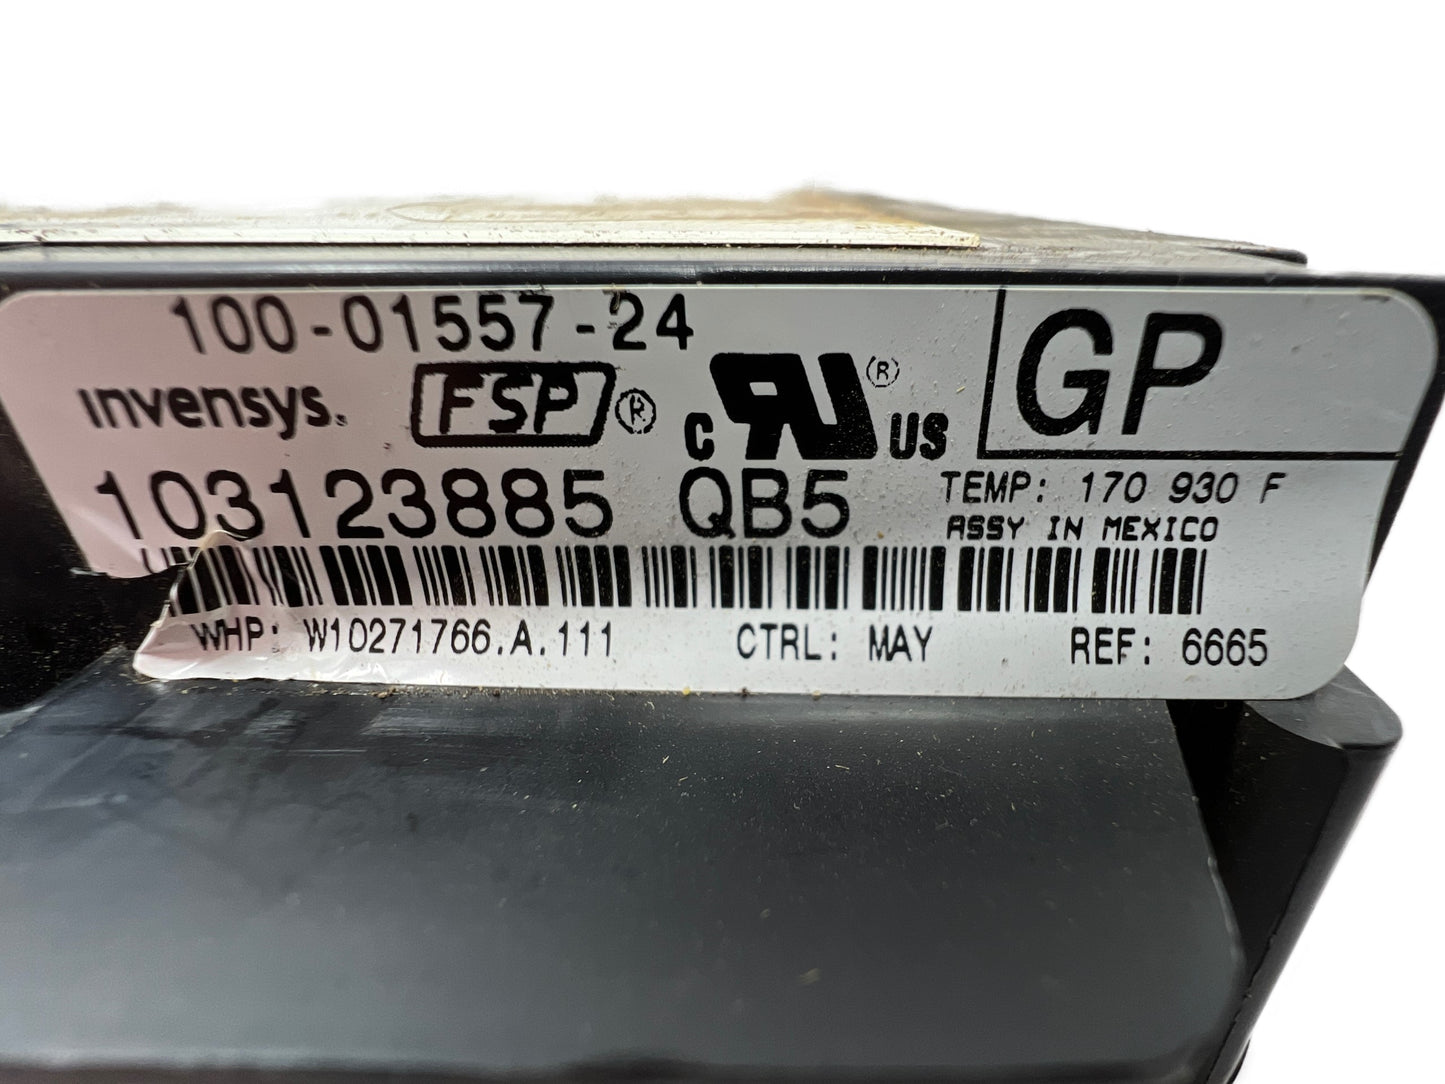 100-01557-24
invensys. FSP® c RU® US GP
103123885 QB5 TEMP: 170 930 F
ASSY IN MEXICO
WHP: W10271766.A.111 CTRL: MAY REF: 6665